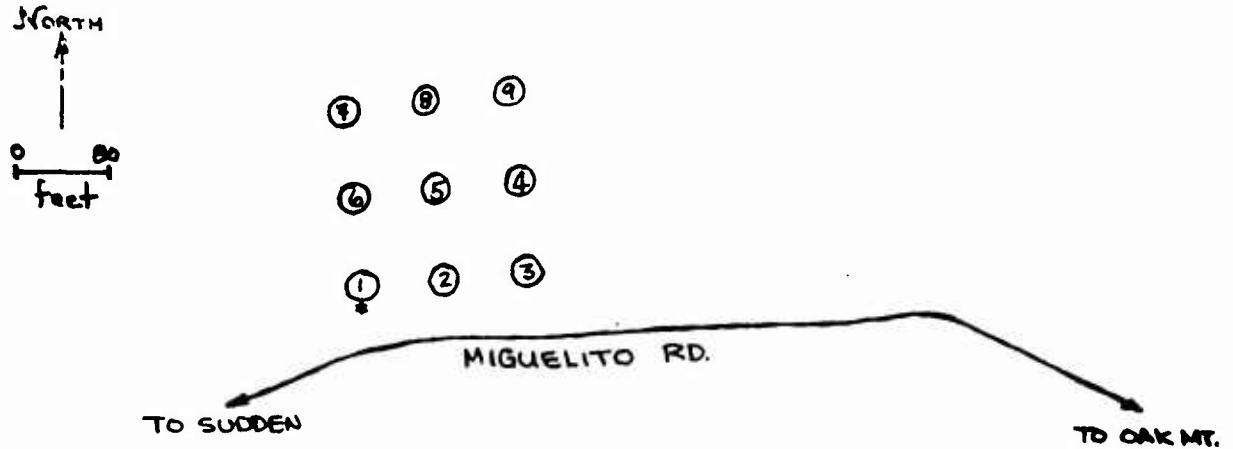 NORTH
7 8 9
0 80
feet
6 5 4
1 2 3
*
MIGUELITO RD.
TO SUDDEN
TO OAK MT.